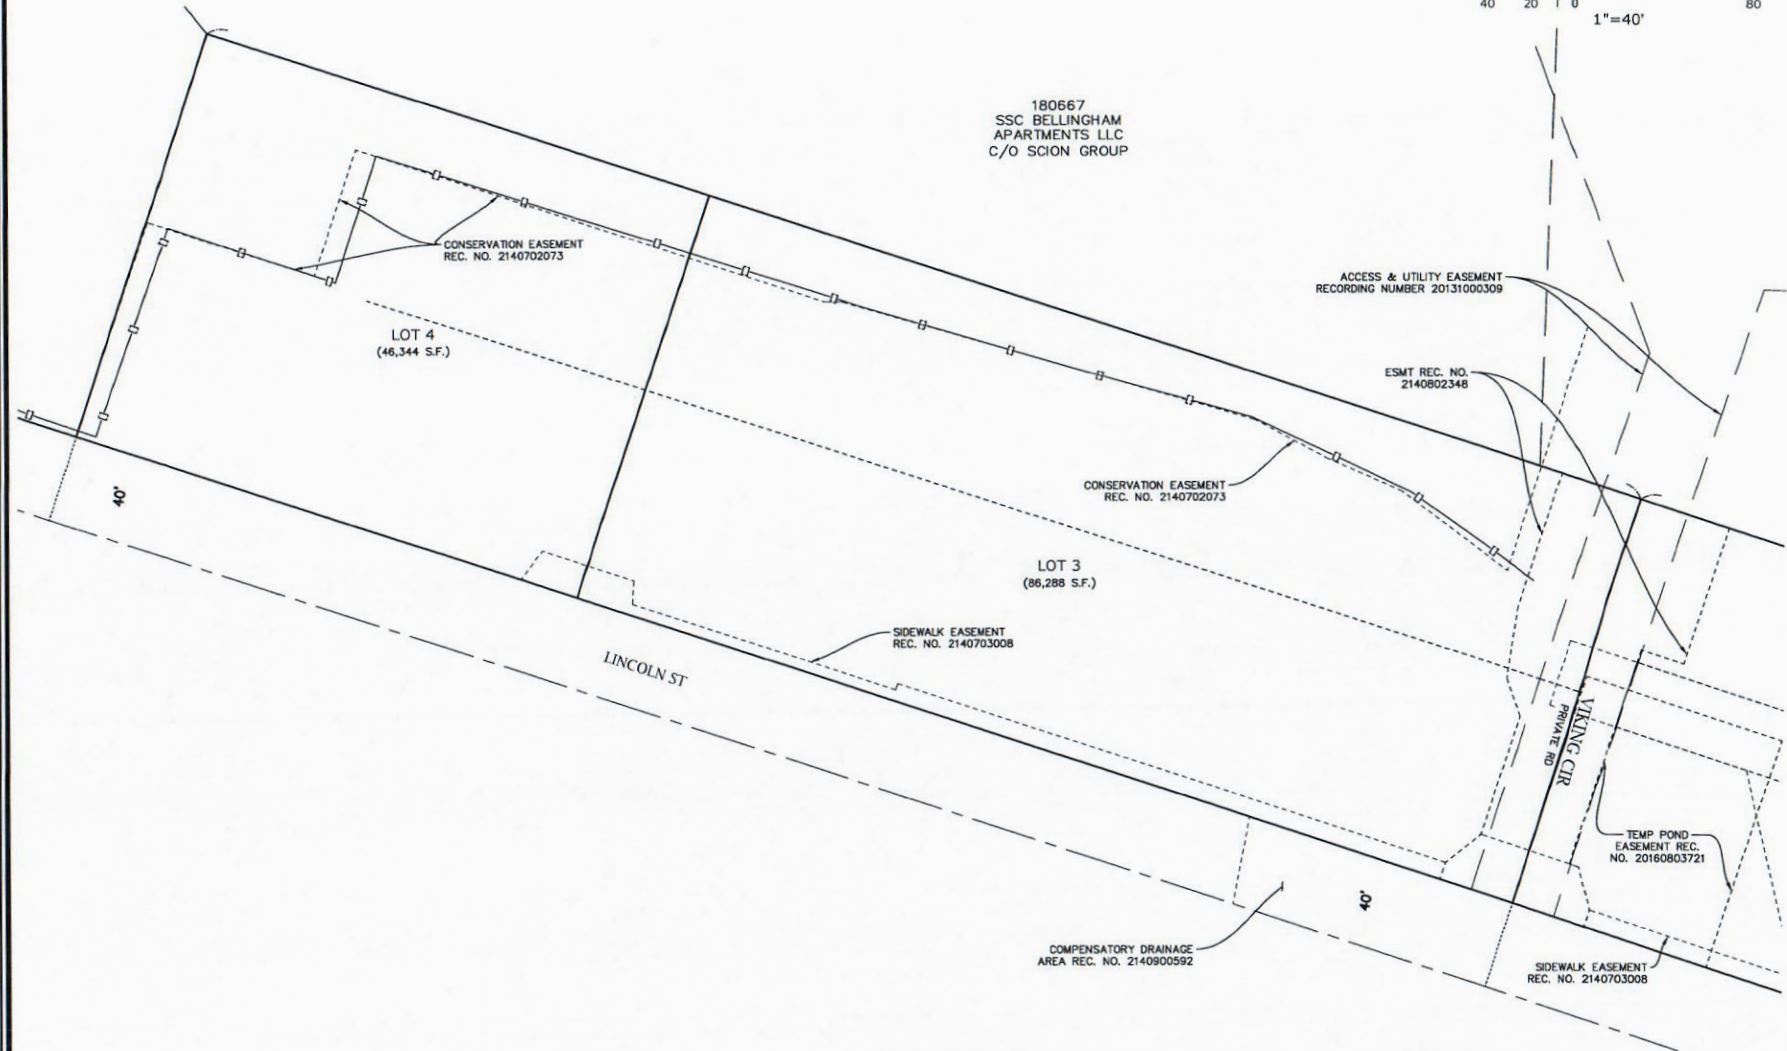 40 20 0 80
1"=40'
180667
SSC BELLINGHAM
APARTMENTS LLC
C/O SCION GROUP
CONSERVATION EASEMENT
REC. NO. 2140702073
ACCESS & UTILITY EASEMENT
RECORDING NUMBER 20131000309
LOT 4
(46,344 S.F.)
ESMT REC. NO.
2140802348
40'
CONSERVATION EASEMENT
REC. NO. 2140702073
LOT 3
(86,288 S.F.)
SIDEWALK EASEMENT
REC. NO. 2140703008
LINCOLN ST
VIKING CIR
PRIVATE RD
TEMP POND
EASEMENT REC.
NO. 20160803721
40'
COMPENSATORY DRAINAGE
AREA REC. NO. 2140900592
SIDEWALK EASEMENT
REC. NO. 2140703008